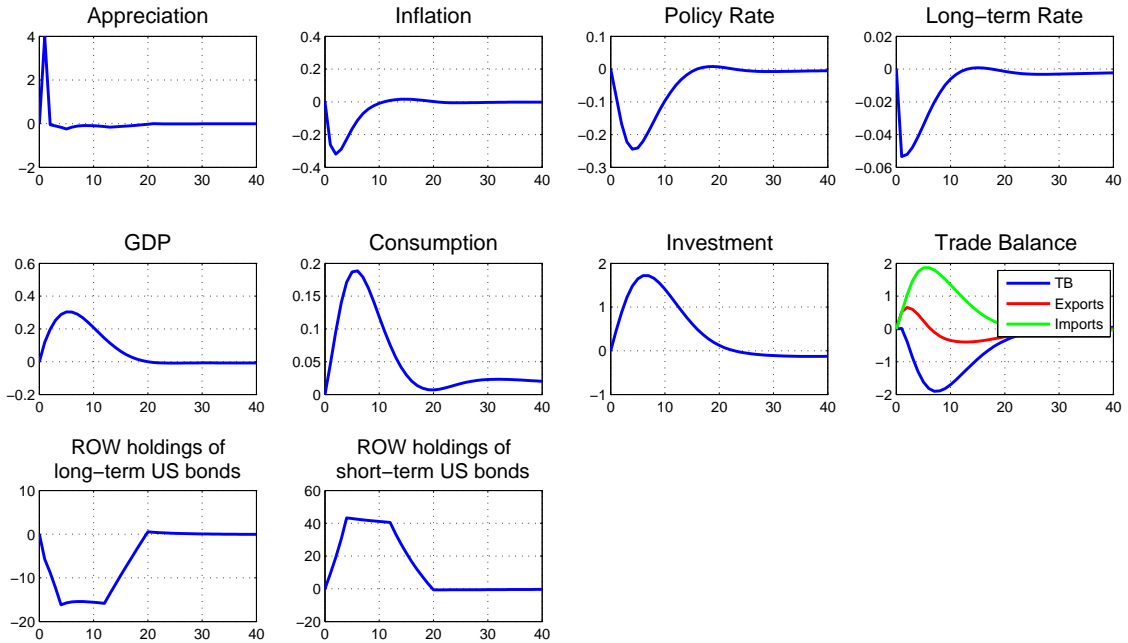 Appreciation
4
2
0
−2
0 10 20 30 40
Inflation
0.4
0.2
0
−0.2
−0.4
0 10 20 30 40
Policy Rate
0.1
0
−0.1
−0.2
−0.3
0 10 20 30 40
Long−term Rate
0.02
0
−0.02
−0.04
−0.06
0 10 20 30 40
GDP
0.6
0.4
0.2
0
−0.2
0 10 20 30 40
Consumption
0.2
0.15
0.1
0.05
0
0 10 20 30 40
Investment
2
1
0
−1
0 10 20 30 40
Trade Balance
2
1
0
−1
−2
0 10 20 30 40
TB
Exports
Imports
ROW holdings of
long−term US bonds
10
0
−10
−20
0 10 20 30 40
ROW holdings of
short−term US bonds
60
40
20
0
−20
0 10 20 30 40